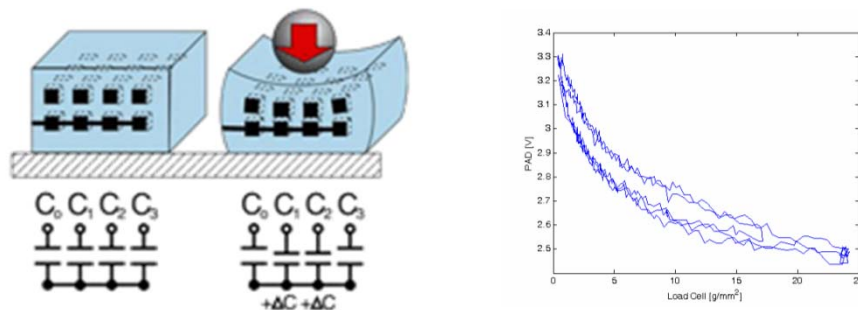 C₀ C₁ C₂ C₃
C₀ C₁ C₂ C₃
+ΔC +ΔC
3.4
3.3
3.2
3.1
3
2.9
2.8
2.7
2.6
2.5
PAD [V]
0 5 10 15 20 25
Load Cell [g/mm²]